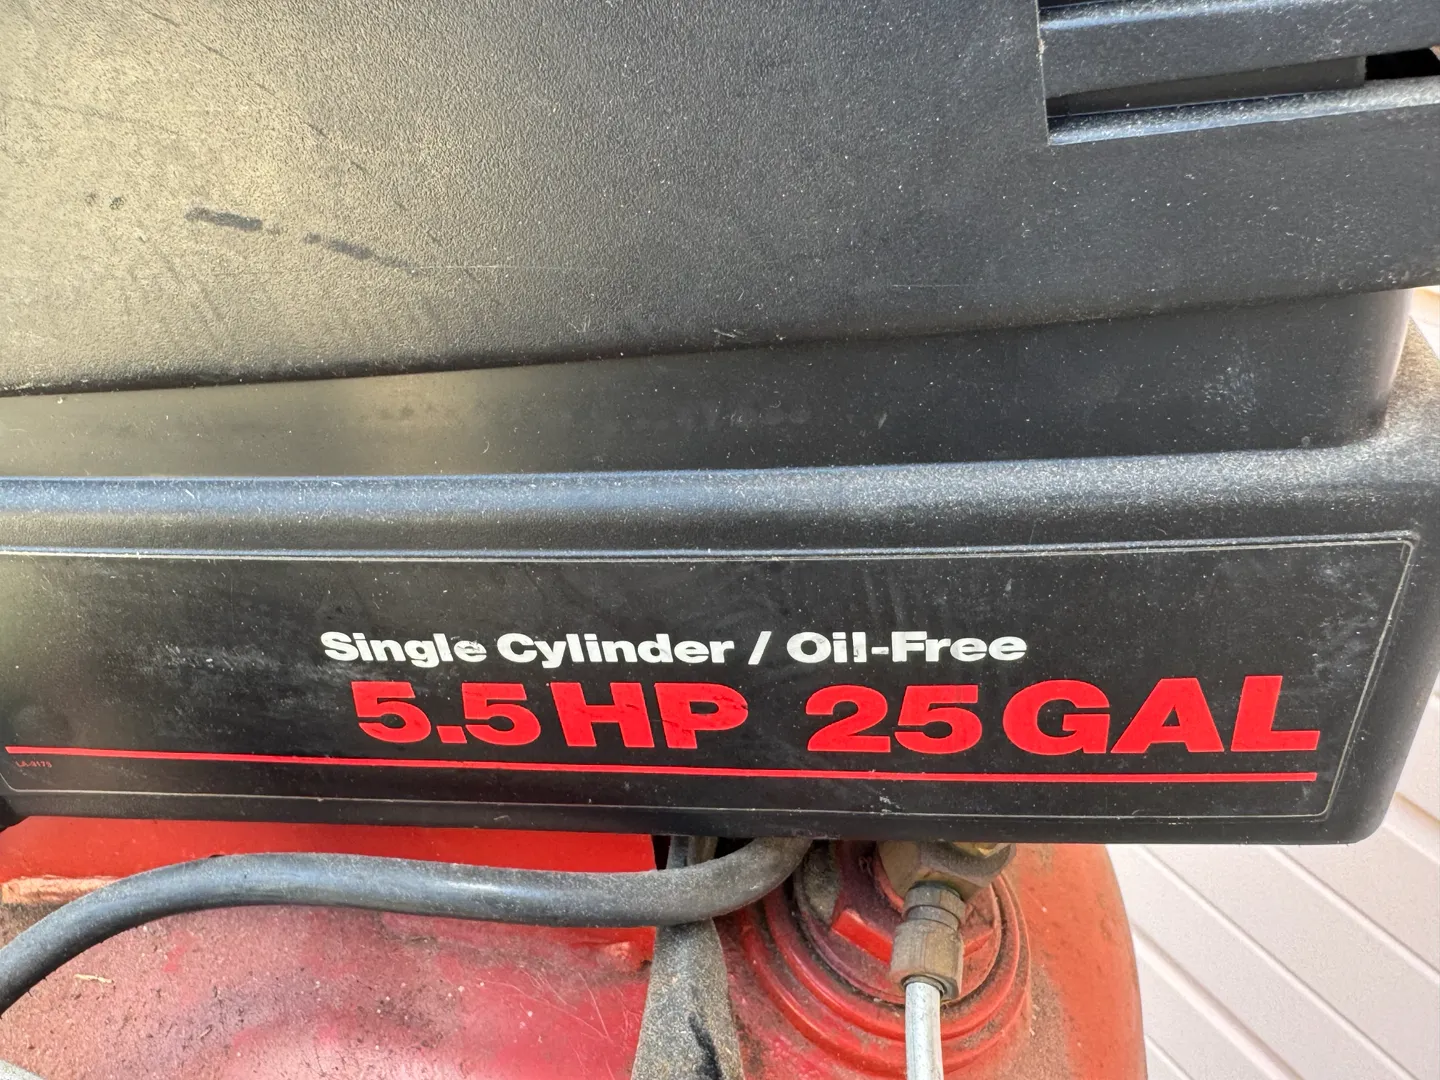 Single Cylinder / Oil-Free
5.5HP 25GAL